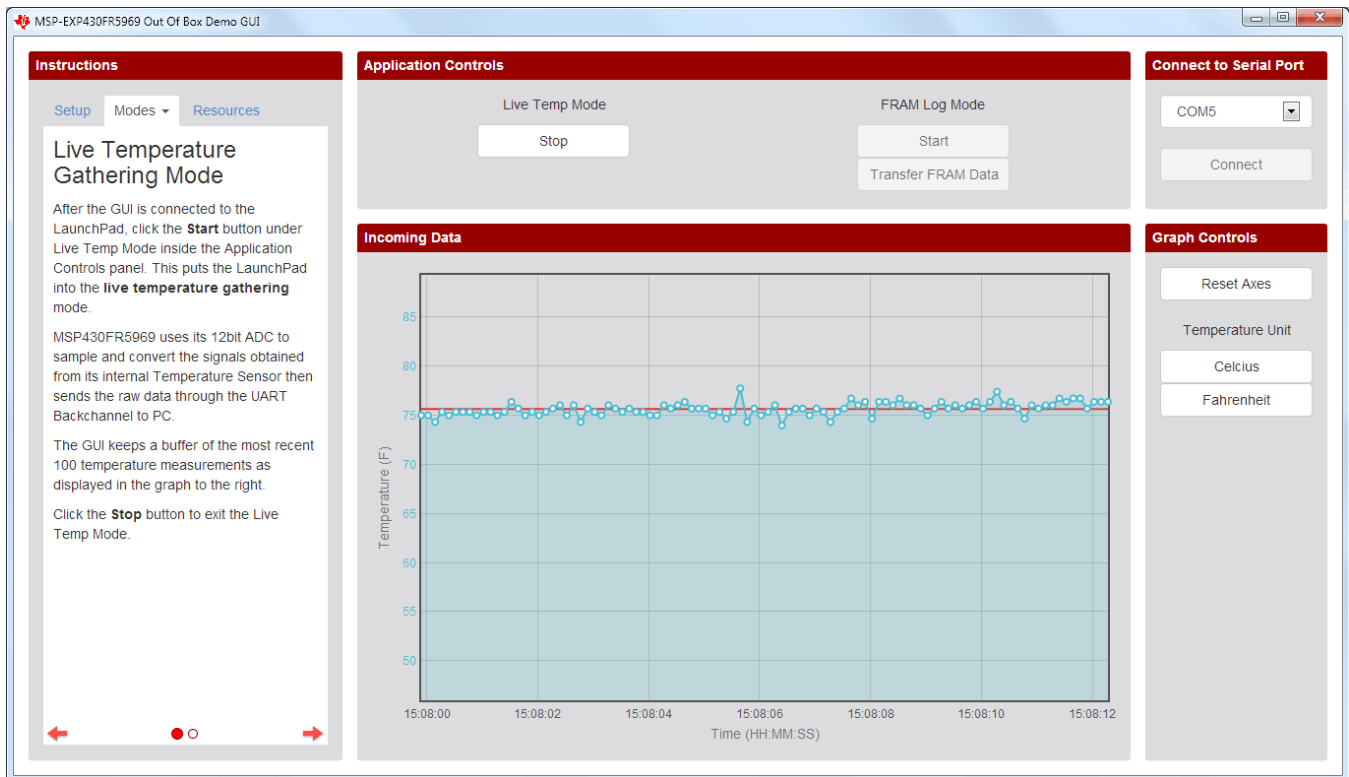 MSP-EXP430FR5969 Out Of Box Demo GUI
Instructions
Setup
Modes
Resources
Live Temperature
Gathering Mode
After the GUI is connected to the
LaunchPad, click the Start button under
Live Temp Mode inside the Application
Controls panel. This puts the LaunchPad
into the live temperature gathering
mode.
MSP430FR5969 uses its 12bit ADC to
sample and convert the signals obtained
from its internal Temperature Sensor then
sends the raw data through the UART
Backchannel to PC.
The GUI keeps a buffer of the most recent
100 temperature measurements as
displayed in the graph to the right.
Click the Stop button to exit the Live
Temp Mode.
Application Controls
Live Temp Mode
Stop
FRAM Log Mode
Start
Transfer FRAM Data
Connect to Serial Port
COM5
Connect
Incoming Data
Temperature (F)
85
80
75
70
65
60
55
50
15:08:00
15:08:02
15:08:04
15:08:06
15:08:08
15:08:10
15:08:12
Time (HH:MM:SS)
Graph Controls
Reset Axes
Temperature Unit
Celcius
Fahrenheit